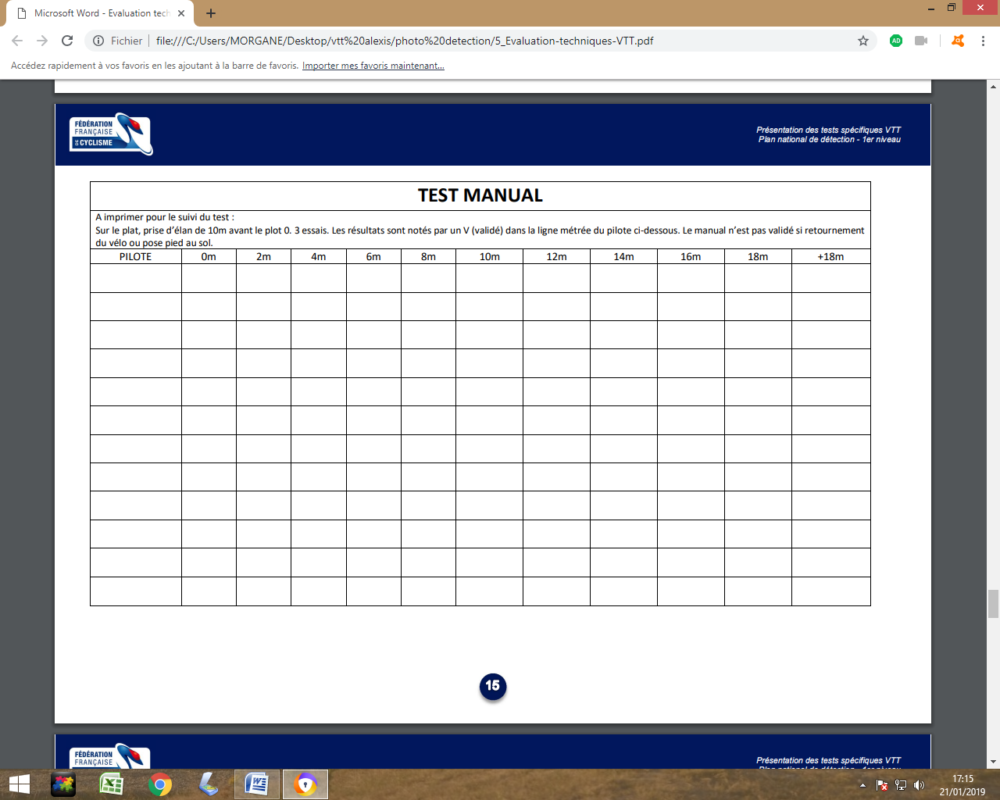 Microsoft Word - Evaluation tech
Fichier
file:///C:/Users/MORGANE/Desktop/vtt%20alexis/photo%20detection/5_Evaluation-techniques-VTT.pdf
AD
Accédez rapidement à vos favoris en les ajoutant à la barre de favoris. Importer mes favoris maintenant...
FÉDÉRATION
FRANÇAISE
DE CYCLISME
Présentation des tests spécifiques VTT
Plan national de détection - 1er niveau
TEST MANUAL
A imprimer pour le suivi du test :
Sur le plat, prise d'élan de 10m avant le plot 0. 3 essais. Les résultats sont notés par un V (validé) dans la ligne métrée du pilote ci-dessous. Le manual n'est pas validé si retournement
du vélo ou pose pied au sol.
PILOTE 0m 2m 4m 6m 8m 10m 12m 14m 16m 18m +18m
15
FÉDÉRATION
FRANÇAISE
Présentation des tests spécifiques VTT
17:15
21/01/2019